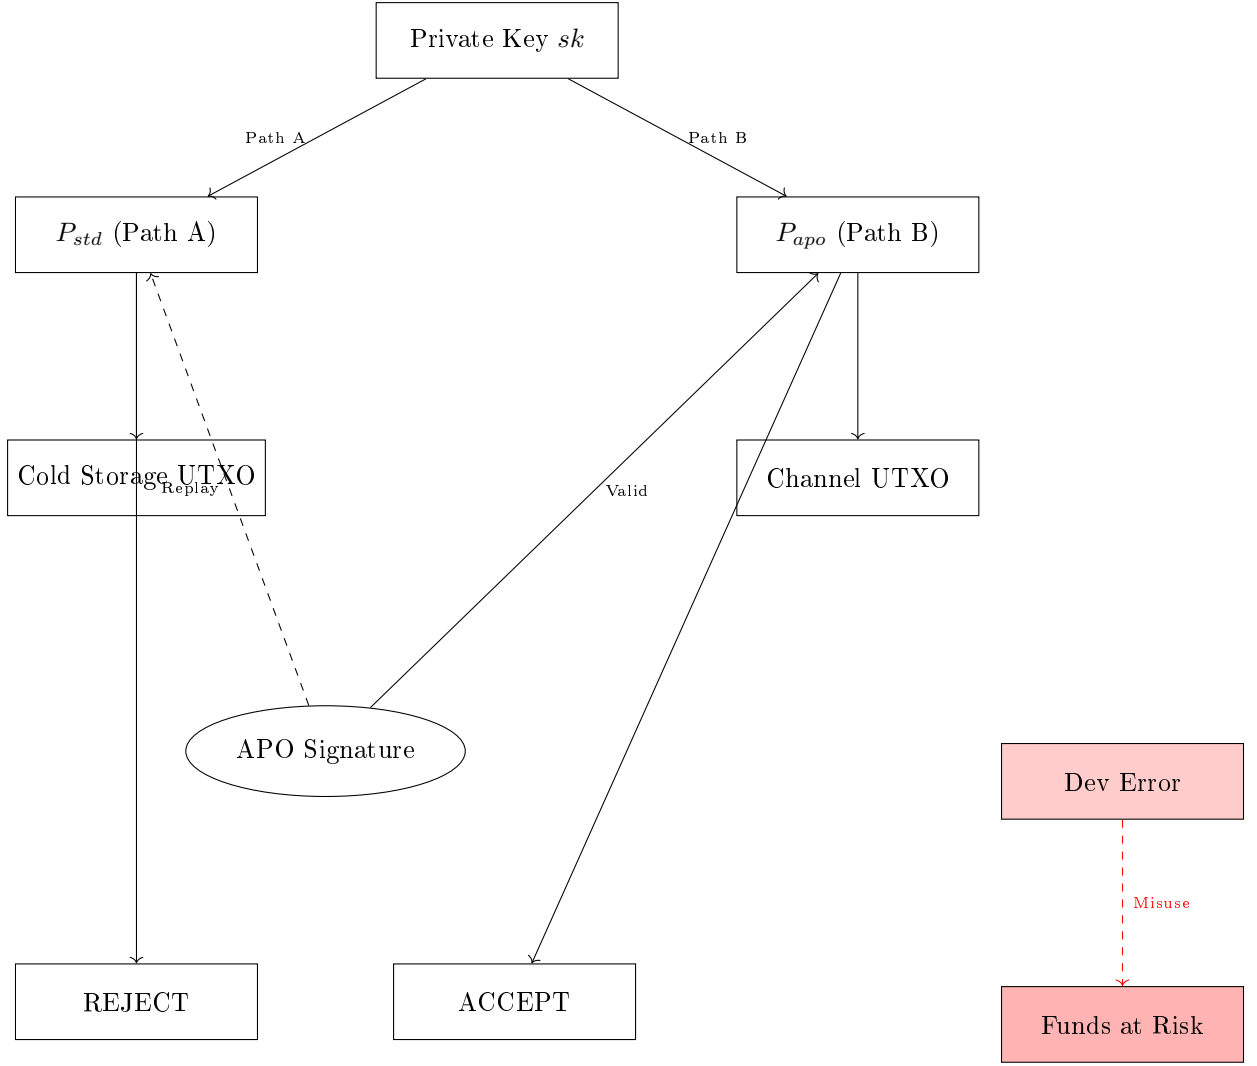 Private Key sk
Path A
Path B
P_std (Path A)
P_apo (Path B)
Cold Storage UTXO
Replay
Valid
Channel UTXO
APO Signature
Dev Error
Misuse
REJECT
ACCEPT
Funds at Risk